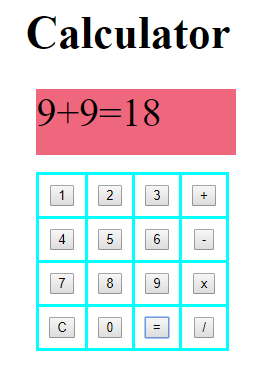 Calculator
9+9=18
1 2 3 +
4 5 6 -
7 8 9 x
C 0 = /